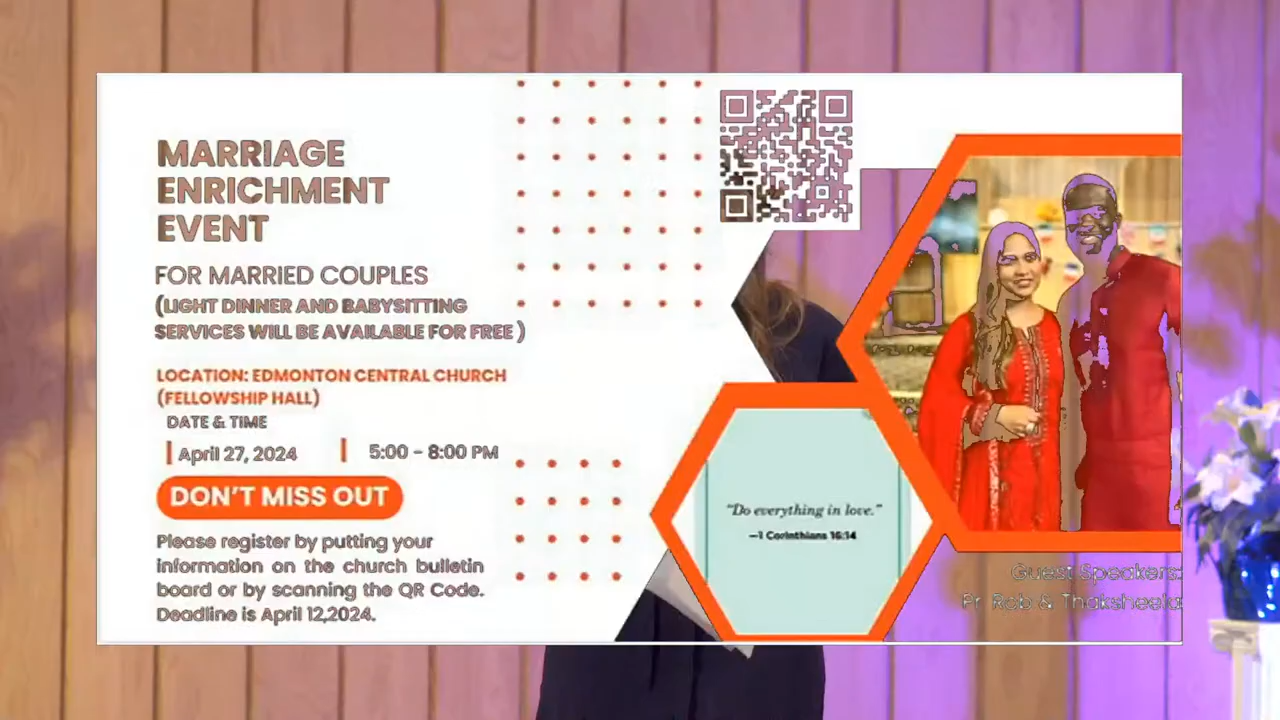 MARRIAGE
ENRICHMENT
EVENT
FOR MARRIED COUPLES
(LIGHT DINNER AND BABYSITTING
SERVICES WILL BE AVAILABLE FOR FREE )
LOCATION: EDMONTON CENTRAL CHURCH
(FELLOWSHIP HALL)
DATE & TIME
April 27, 2024
5:00 - 8:00 PM
DON'T MISS OUT
Please register by putting your
information on the church bulletin
board or by scanning the QR Code.
Deadline is April 12,2024.
“Do everything in love.”
—1 Corinthians 16:14
Guest Speakers:
Pr. Rob & Thaksheela